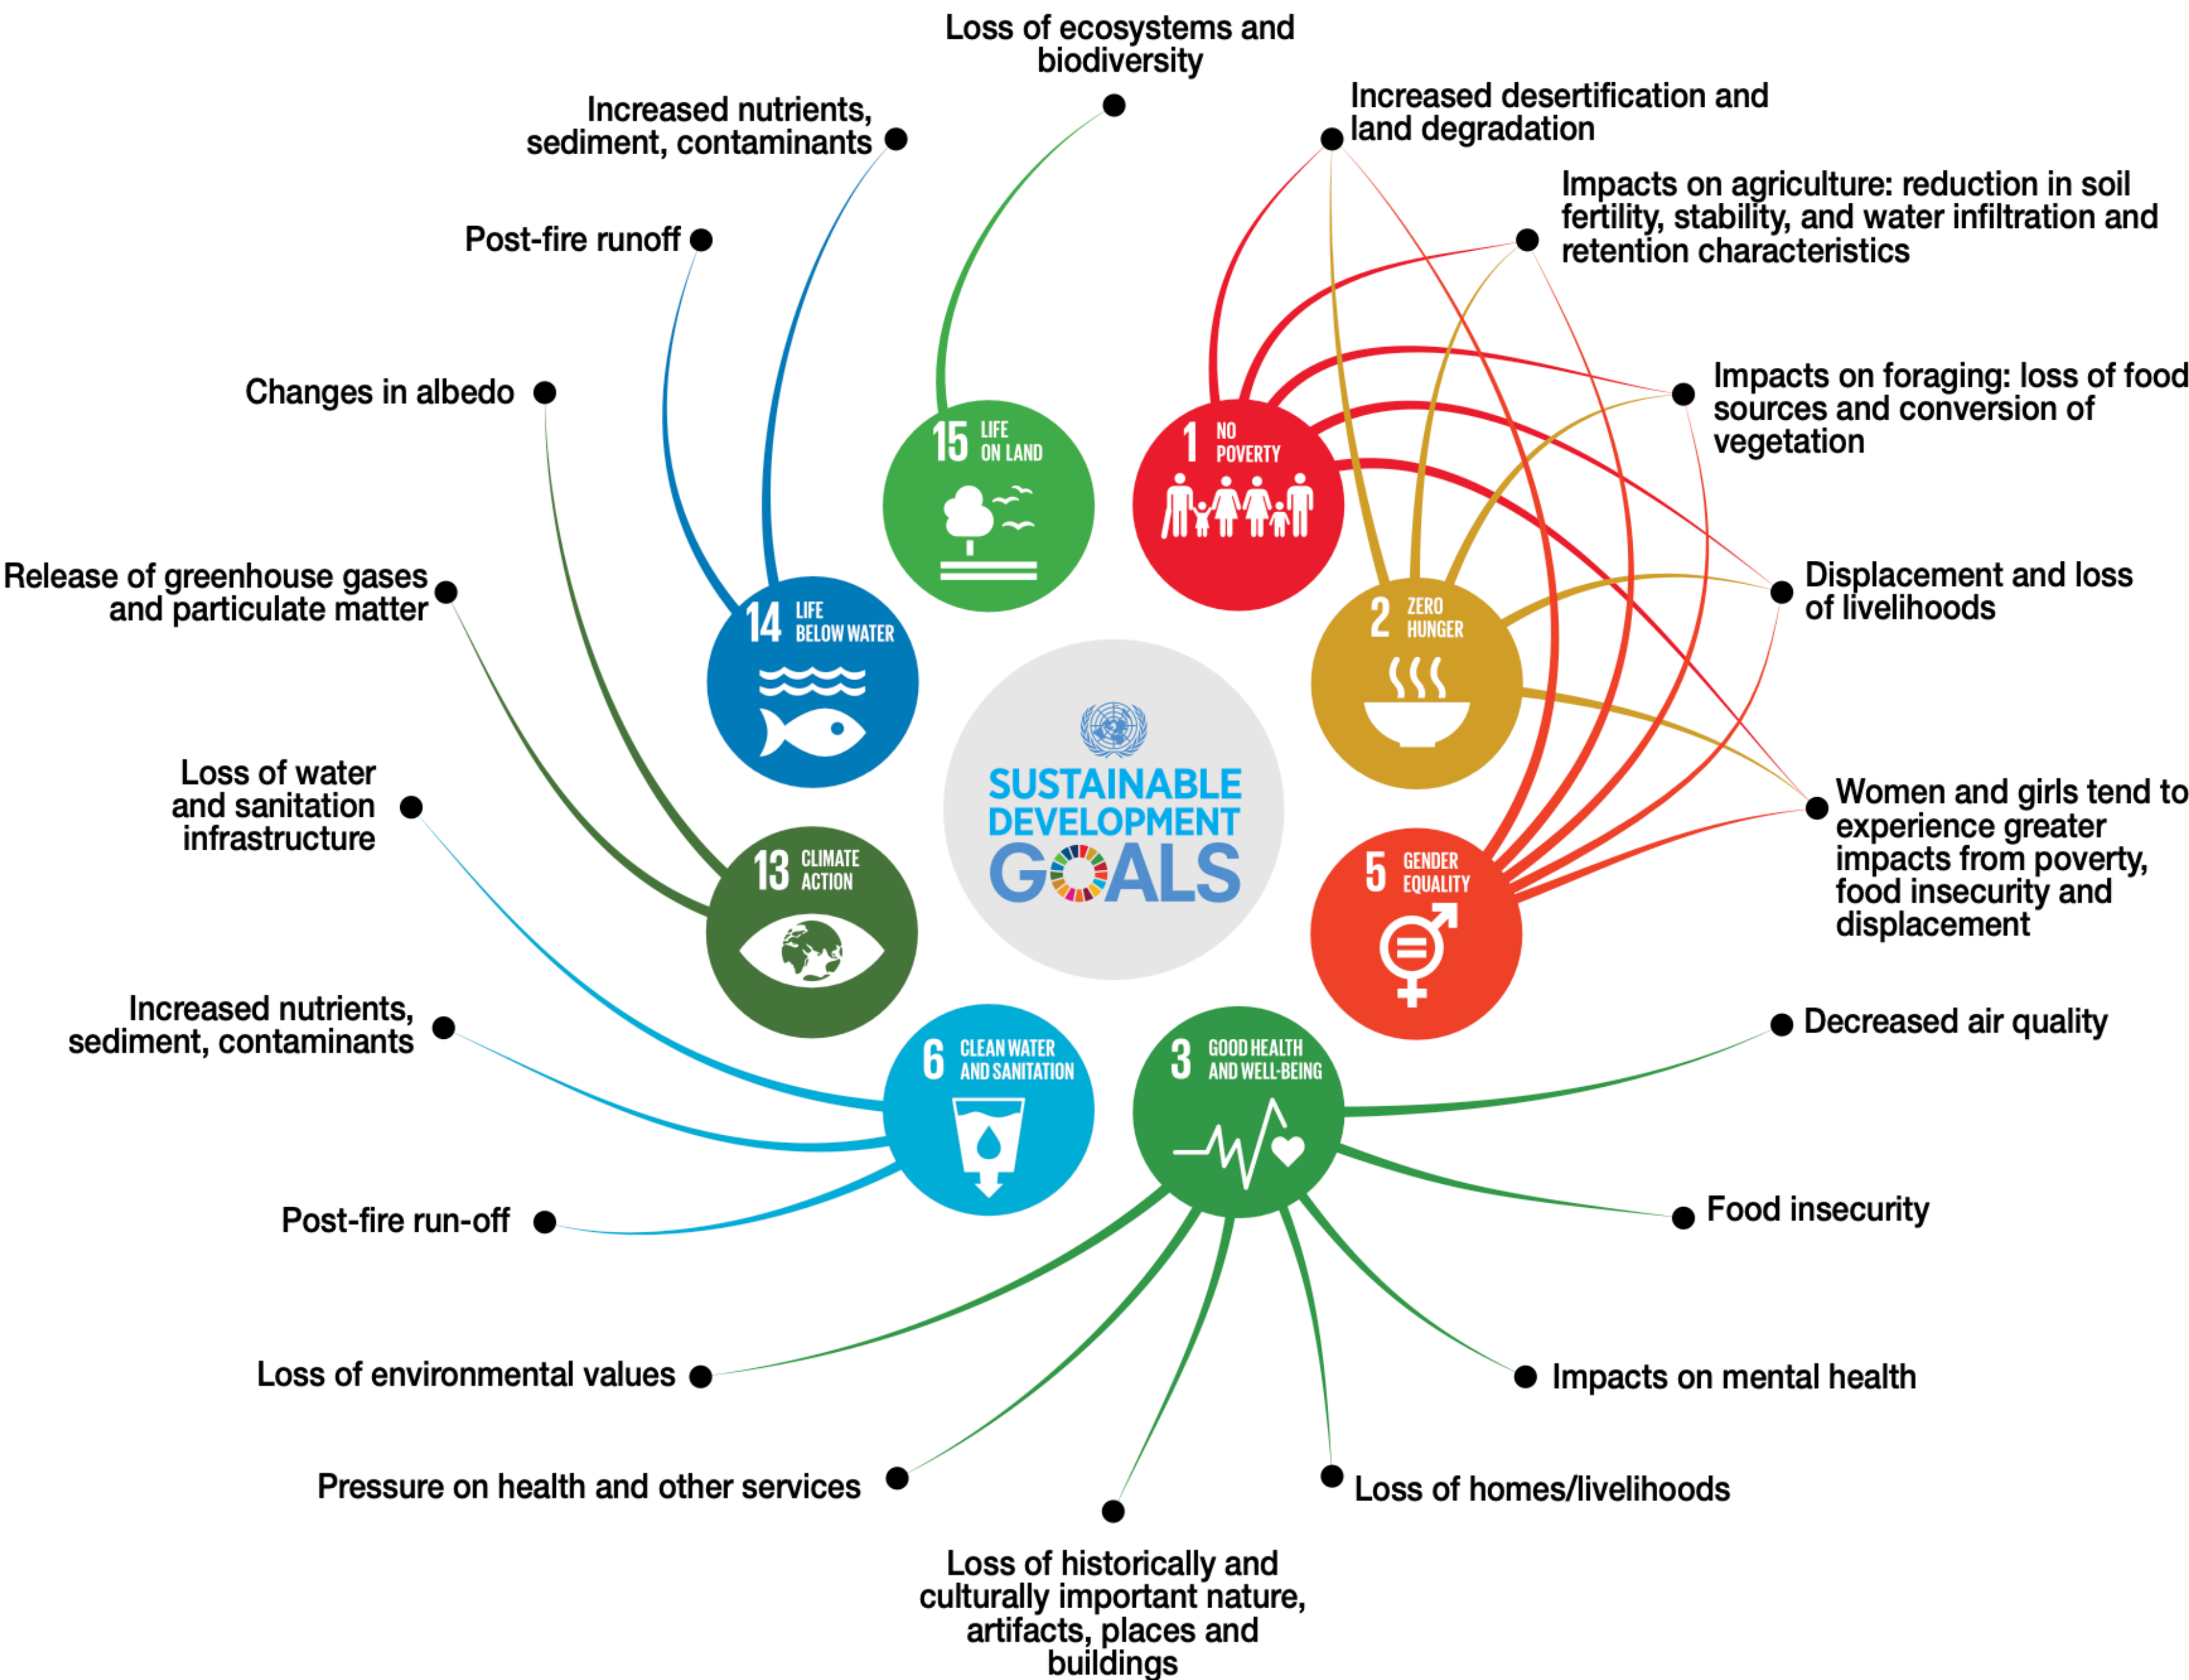 Loss of ecosystems and
biodiversity
Increased nutrients,
sediment, contaminants
Increased desertification and
land degradation
Post-fire runoff
Impacts on agriculture: reduction in soil
fertility, stability, and water infiltration and
retention characteristics
Changes in albedo
Impacts on foraging: loss of food
sources and conversion of
vegetation
15 LIFE
ON LAND
1 NO
POVERTY
Release of greenhouse gases
and particulate matter
Displacement and loss
of livelihoods
14 LIFE
BELOW WATER
2 ZERO
HUNGER
SUSTAINABLE
DEVELOPMENT
GOALS
Loss of water
and sanitation
infrastructure
Women and girls tend to
experience greater
impacts from poverty,
food insecurity and
displacement
13 CLIMATE
ACTION
5 GENDER
EQUALITY
Increased nutrients,
sediment, contaminants
Decreased air quality
6 CLEAN WATER
AND SANITATION
3 GOOD HEALTH
AND WELL-BEING
Post-fire run-off
Food insecurity
Loss of environmental values
Impacts on mental health
Pressure on health and other services
Loss of homes/livelihoods
Loss of historically and
culturally important nature,
artifacts, places and
buildings